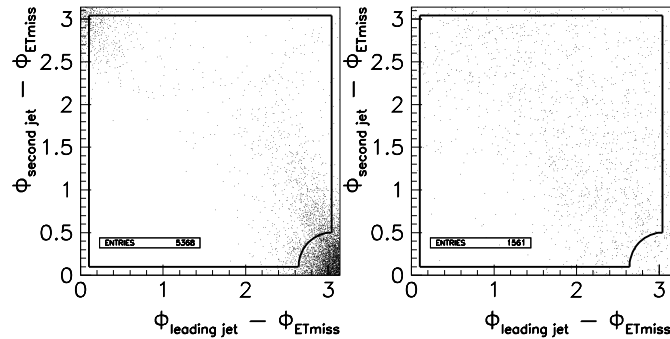 3
2.5
2
1.5
1
0.5
0
ϕsecond jet − ϕETmiss
ENTRIES 5368
0 1 2 3
ϕleading jet − ϕETmiss
3
2.5
2
1.5
1
0.5
0
ϕsecond jet − ϕETmiss
ENTRIES 1561
0 1 2 3
ϕleading jet − ϕETmiss